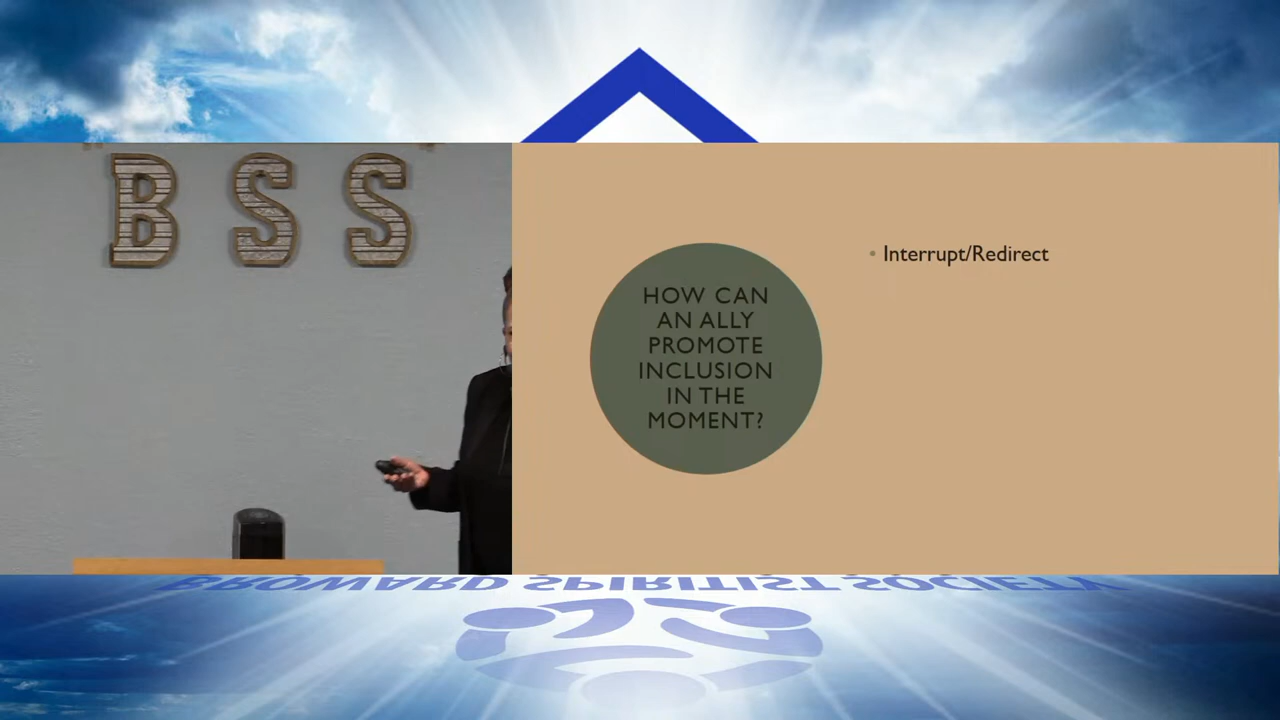 BSS
HOW CAN
AN ALLY
PROMOTE
INCLUSION
IN THE
MOMENT?
• Interrupt/Redirect
BROWARD SPIRITIST SOCIETY